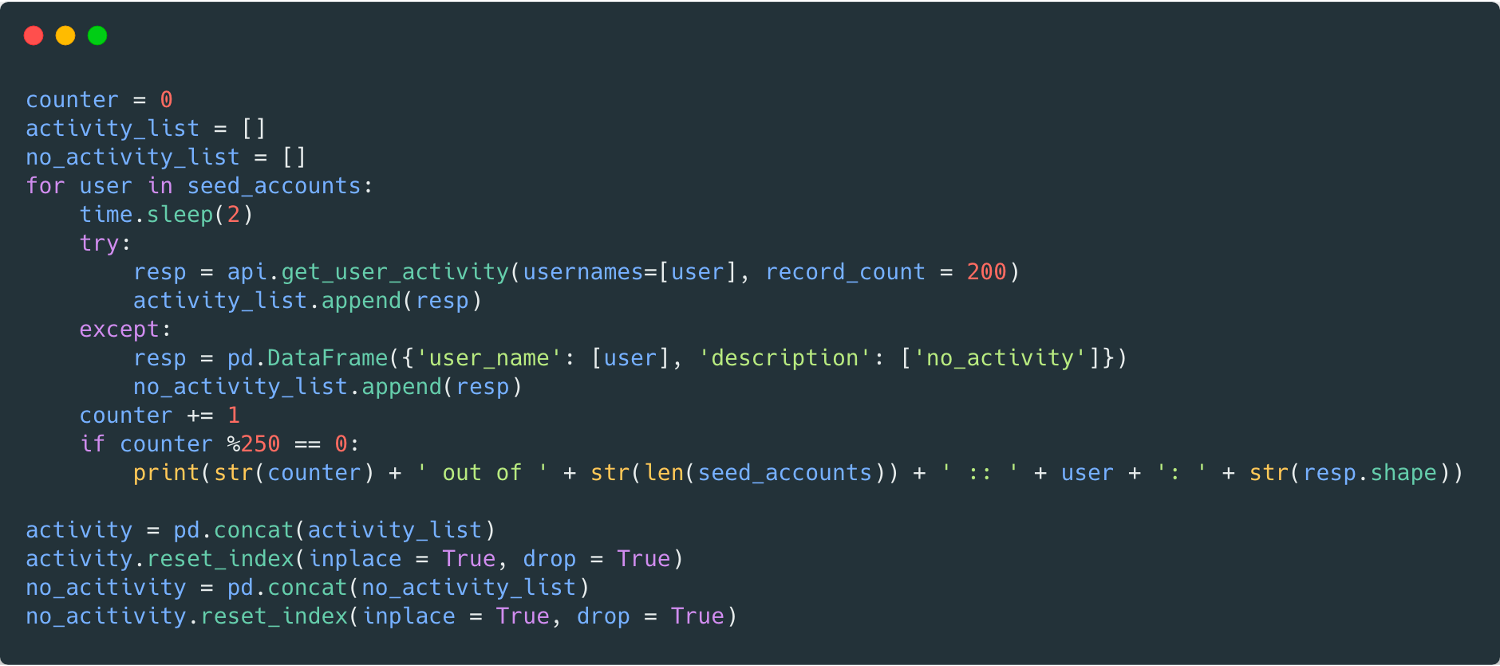 counter = 0
activity_list = []
no_activity_list = []
for user in seed_accounts:
    time.sleep(2)
    try:
        resp = api.get_user_activity(usernames=[user], record_count = 200)
        activity_list.append(resp)
    except:
        resp = pd.DataFrame({'user_name': [user], 'description': ['no_activity']})
        no_activity_list.append(resp)
    counter += 1
    if counter %250 == 0:
        print(str(counter) + ' out of ' + str(len(seed_accounts)) + ' :: ' + user + ': ' + str(resp.shape))

activity = pd.concat(activity_list)
activity.reset_index(inplace = True, drop = True)
no_acitivity = pd.concat(no_activity_list)
no_acitivity.reset_index(inplace = True, drop = True)